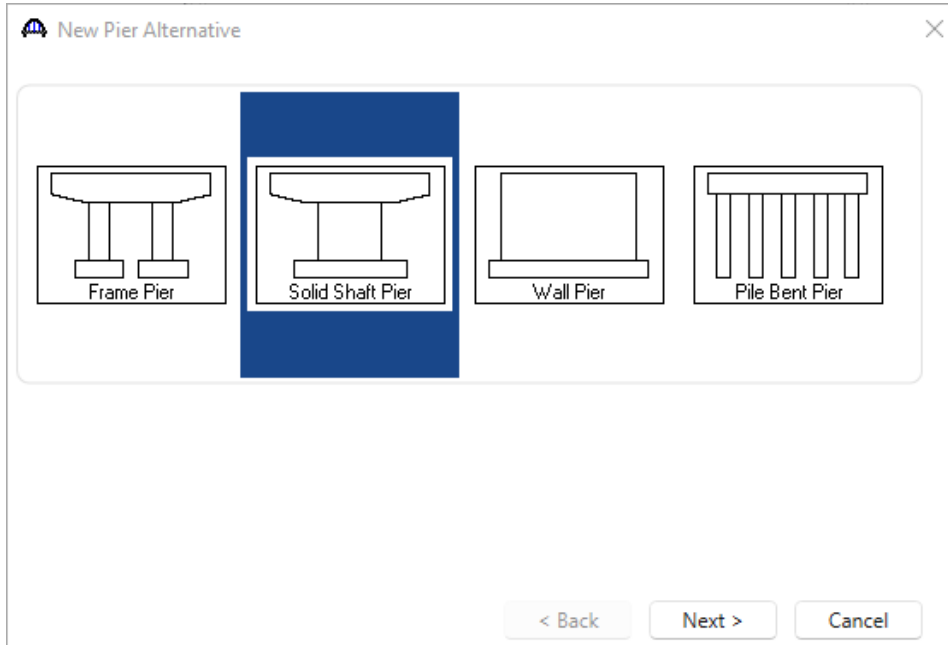 New Pier Alternative
Frame Pier
Solid Shaft Pier
Wall Pier
Pile Bent Pier
< Back
Next >
Cancel